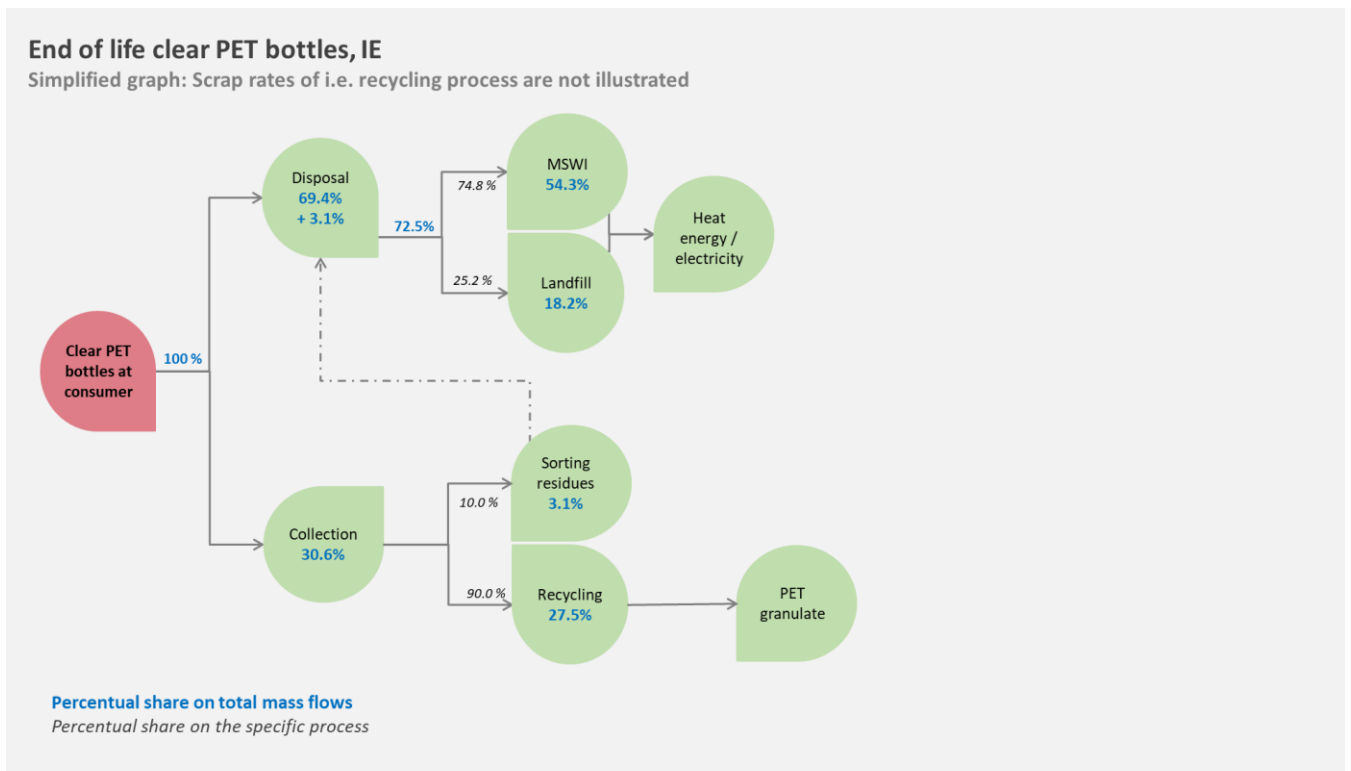 End of life clear PET bottles, IE
Simplified graph: Scrap rates of i.e. recycling process are not illustrated
Disposal
69.4%
+ 3.1%
72.5%
74.8 %
MSWI
54.3%
25.2 %
Landfill
18.2%
Heat
energy /
electricity
Clear PET
bottles at
consumer
100 %
Collection
30.6%
10.0 %
Sorting
residues
3.1%
90.0 %
Recycling
27.5%
PET
granulate
Percentual share on total mass flows
Percentual share on the specific process